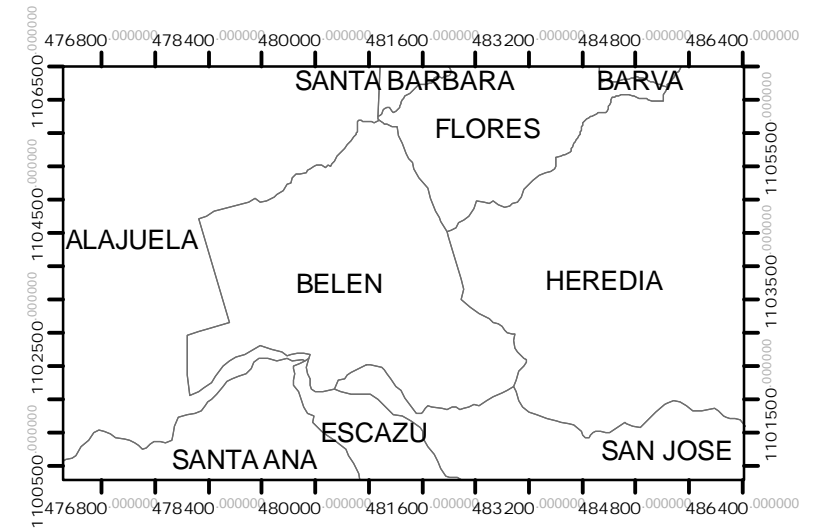 476800.000000 478400.000000 480000.000000 481600.000000 483200.000000 484800.000000 486400.000000
1106500.000000
SANTA BARBARA BARVA
FLORES
1105500.000000
1104500.000000
ALAJUELA
BELEN HEREDIA
1103500.000000
1102500.000000
1101500.000000
ESCAZU
SANTA ANA SAN JOSE
1100500.000000
476800.000000 478400.000000 480000.000000 481600.000000 483200.000000 484800.000000 486400.000000